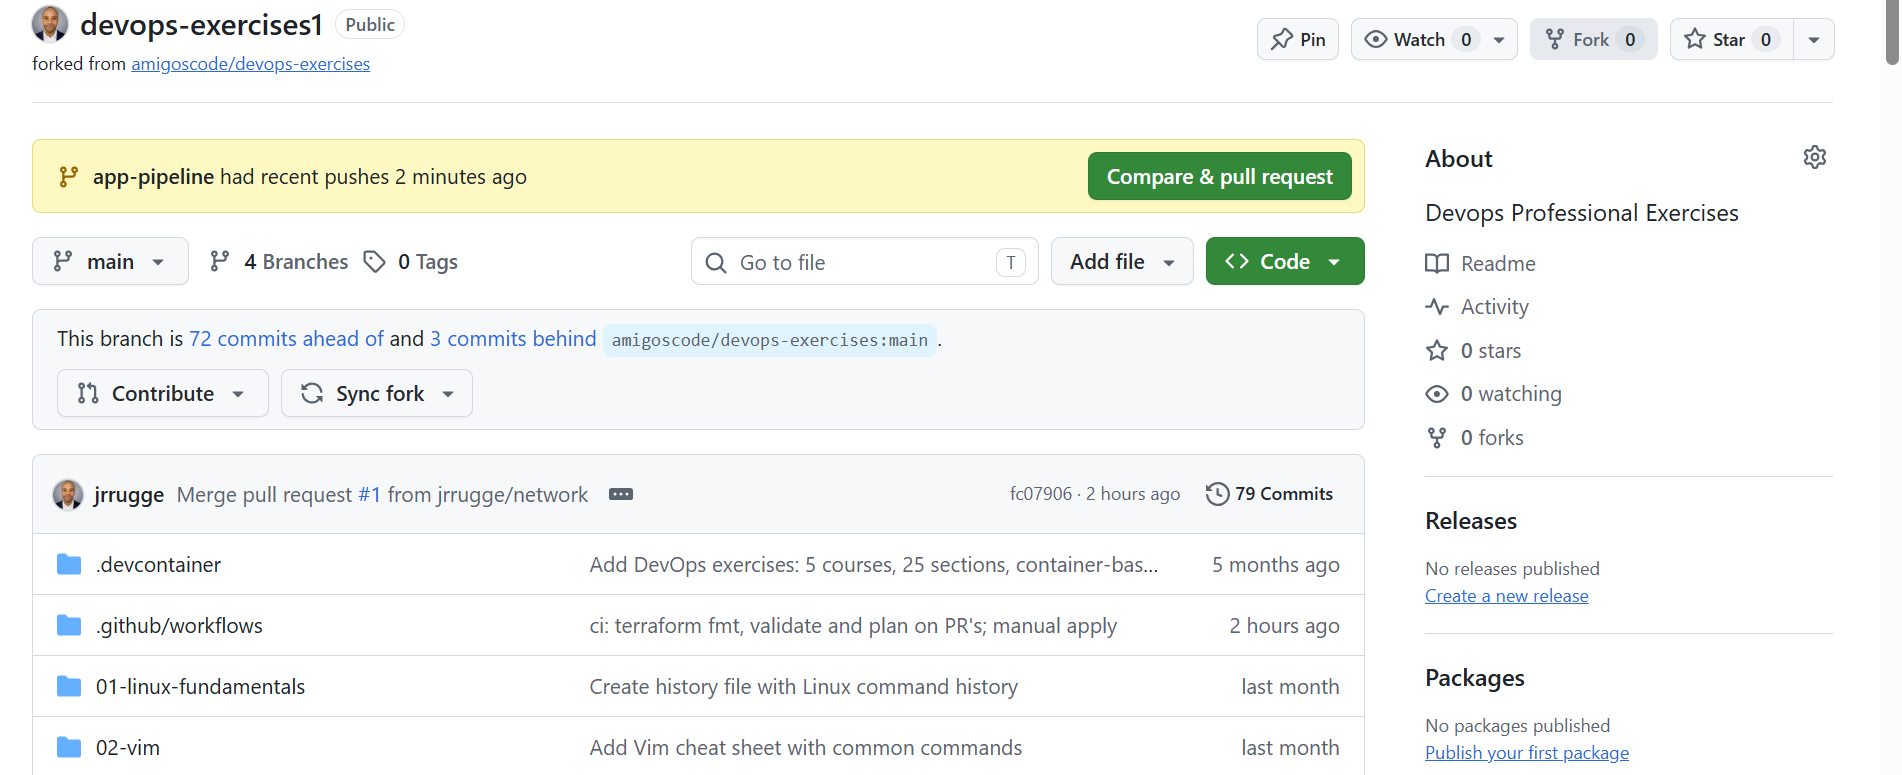 devops-exercises1 Public
Pin Watch 0 Fork 0 Star 0
forked from amigoscode/devops-exercises
app-pipeline had recent pushes 2 minutes ago Compare & pull request
main 4 Branches 0 Tags Go to file T Add file Code
This branch is 72 commits ahead of and 3 commits behind amigoscode/devops-exercises:main .
Contribute Sync fork
jrrugge Merge pull request #1 from jrrugge/network fc07906 · 2 hours ago 79 Commits
.devcontainer Add DevOps exercises: 5 courses, 25 sections, container-bas... 5 months ago
.github/workflows ci: terraform fmt, validate and plan on PR's; manual apply 2 hours ago
01-linux-fundamentals Create history file with Linux command history last month
02-vim Add Vim cheat sheet with common commands last month
About
Devops Professional Exercises
Readme
Activity
0 stars
0 watching
0 forks
Releases
No releases published
Create a new release
Packages
No packages published
Publish your first package